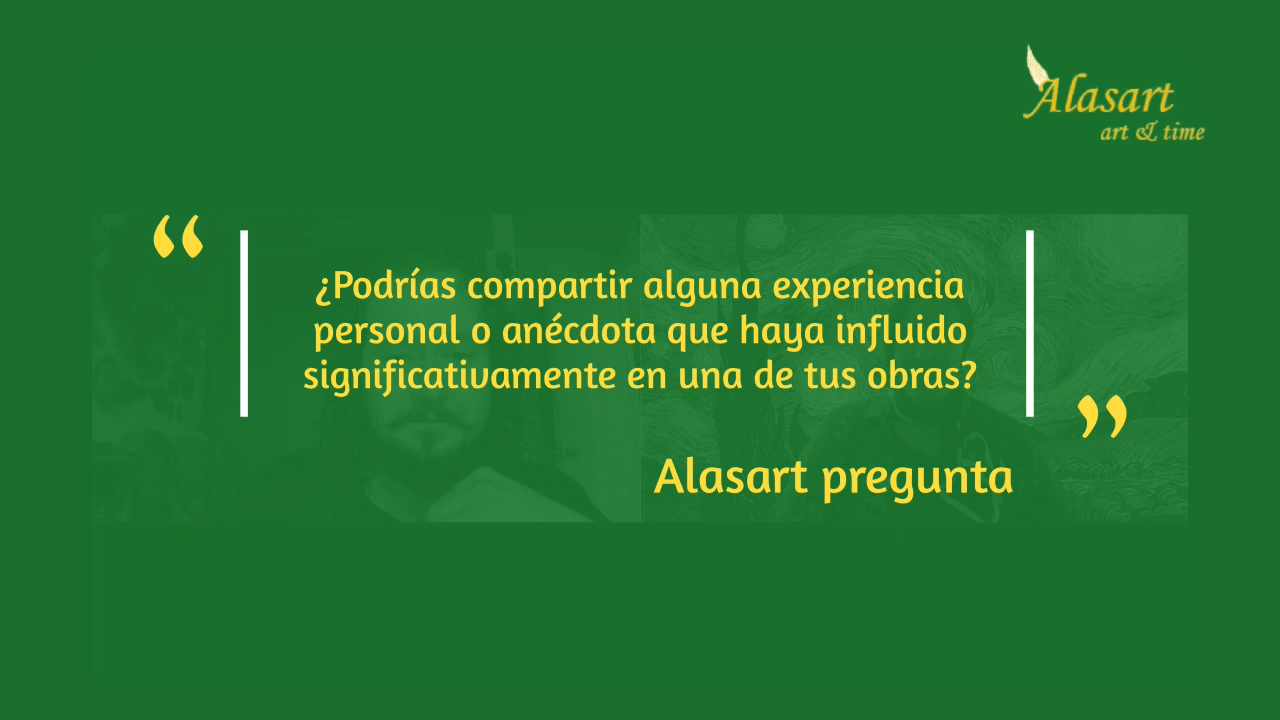 Alasart
art & time
“
¿Podrías compartir alguna experiencia
personal o anécdota que haya influido
significativamente en una de tus obras?
”
Alasart pregunta